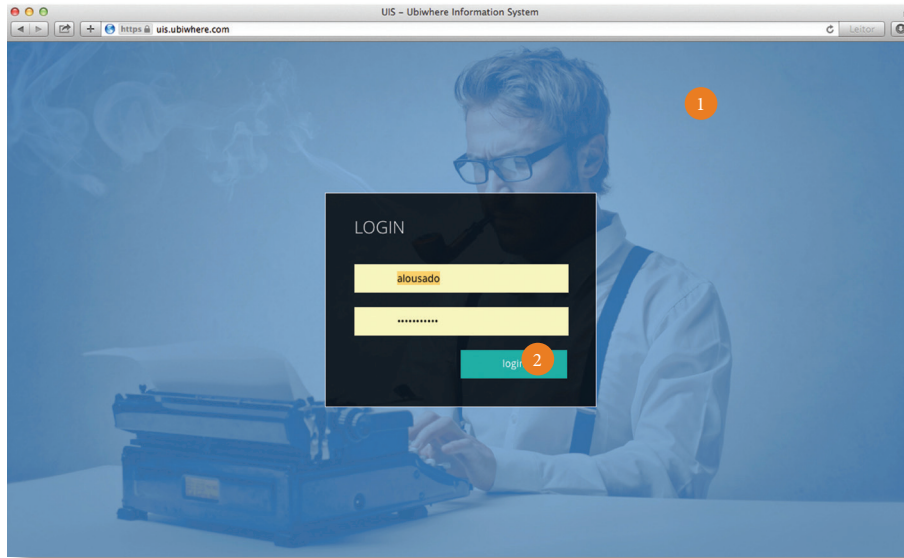 UIS – Ubiwhere Information System
https uis.ubiwhere.com
Leitor
1
LOGIN
alousado
•••••••••••
login
2